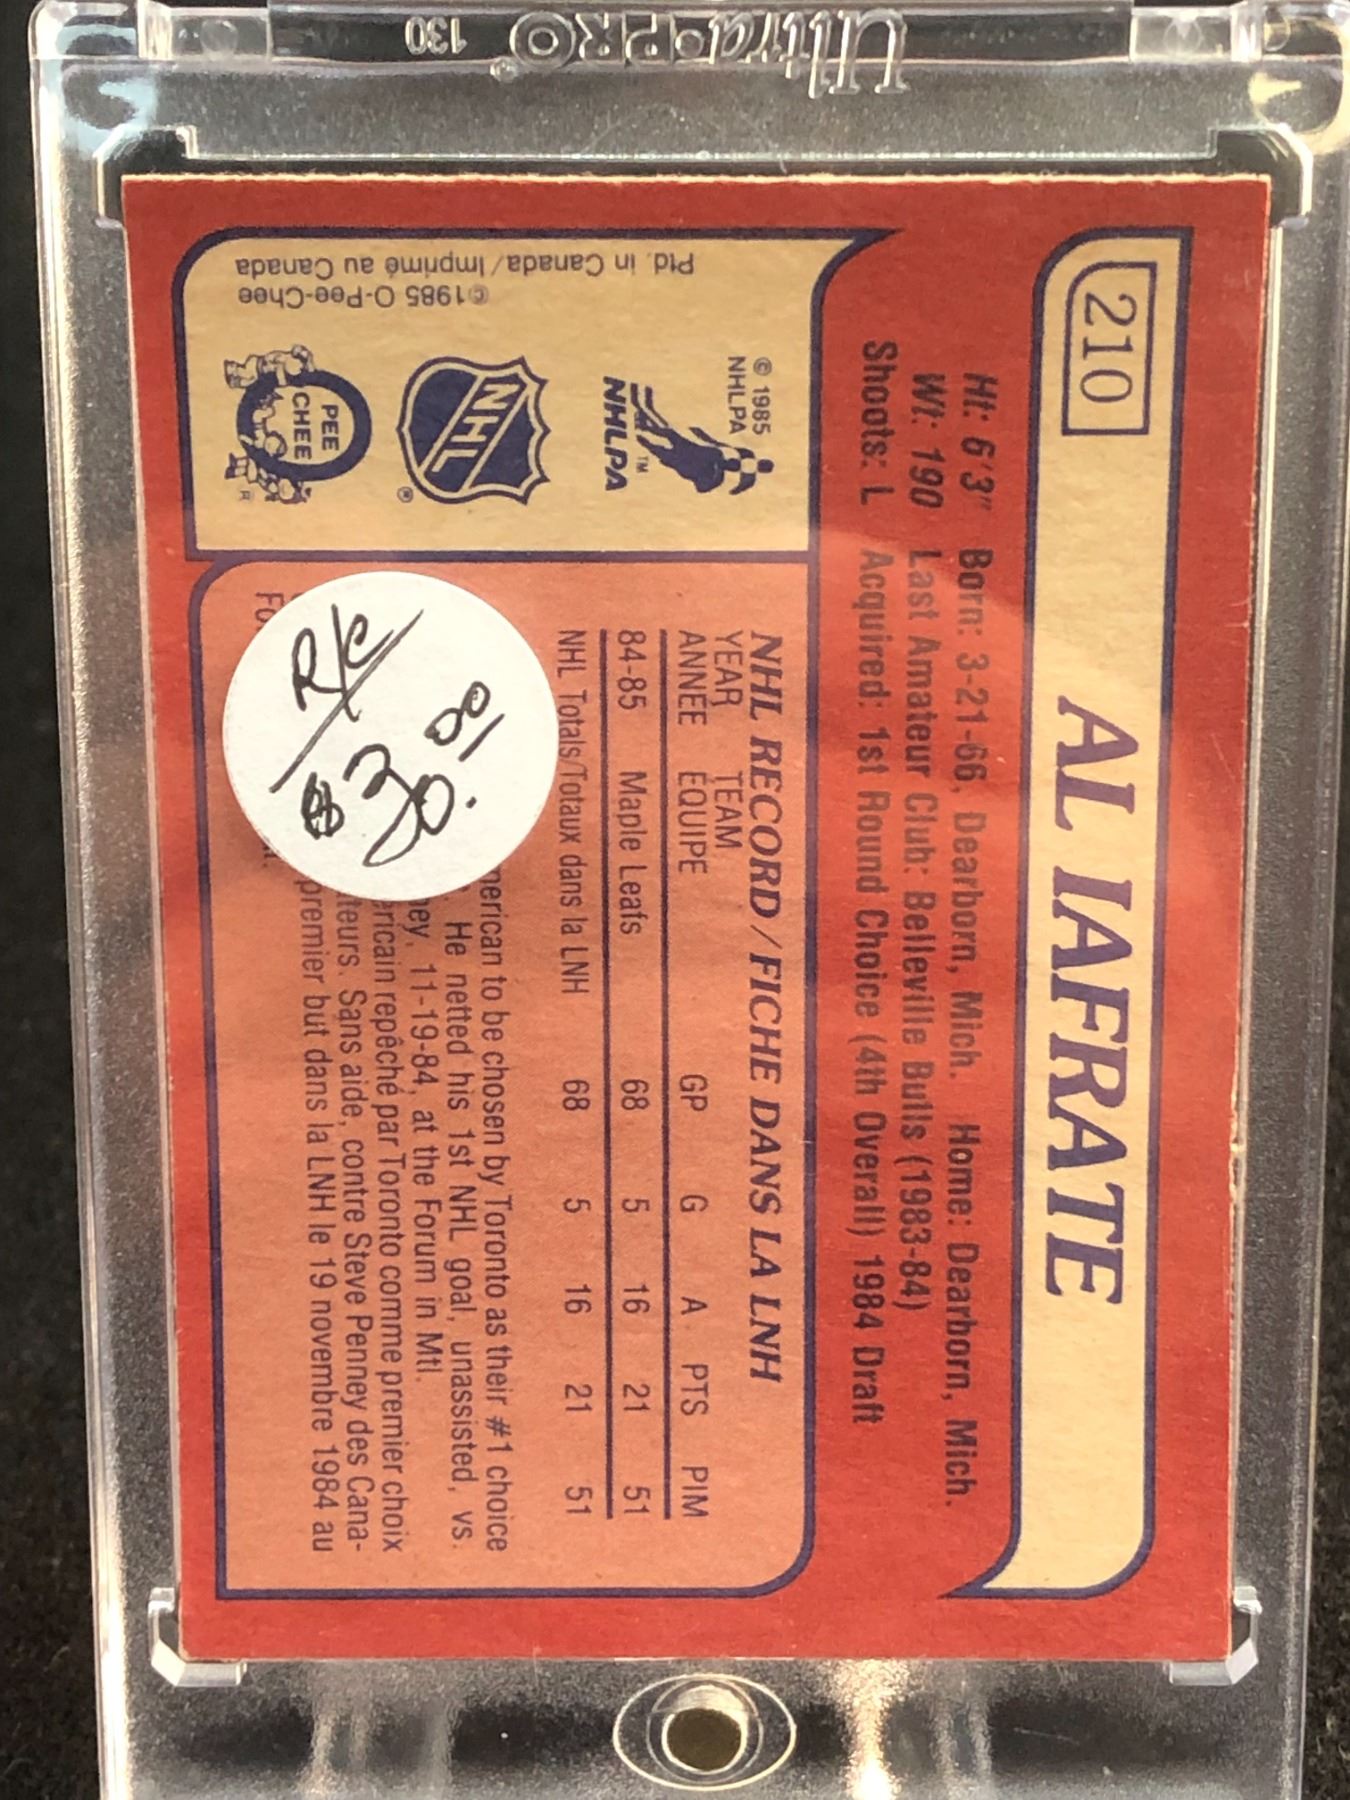 Ultra•PRO®
130
210
AL IAFRATE
Ht: 6'3" Born: 3-21-66, Dearborn, Mich. Home: Dearborn, Mich.
Wt: 190 Last Amateur Club: Belleville Bulls (1983-84)
Shoots: L Acquired: 1st Round Choice (4th Overall) 1984 Draft
© 1985
NHLPA
NHLPA
TM
NHL
®
PEE
CHEE
R
©1985 O-Pee-Chee
Ptd. in Canada/Imprimé au Canada
NHL RECORD/FICHE DANS LA LNH
YEAR TEAM
ANNÉE ÉQUIPE GP G A PTS PIM
84-85 Maple Leafs 68 5 16 21 51
NHL Totals/Totaux dans la LNH 68 5 16 21 51
to be chosen by Toronto as their #1 choice
He netted his 1st NHL goal, unassisted, vs.
11-19-84, at the Forum in Mtl.
repêché par Toronto comme premier choix
Sans aide, contre Steve Penney des Cana-
premier but dans la LNH le 19 novembre 1984 au
R/C